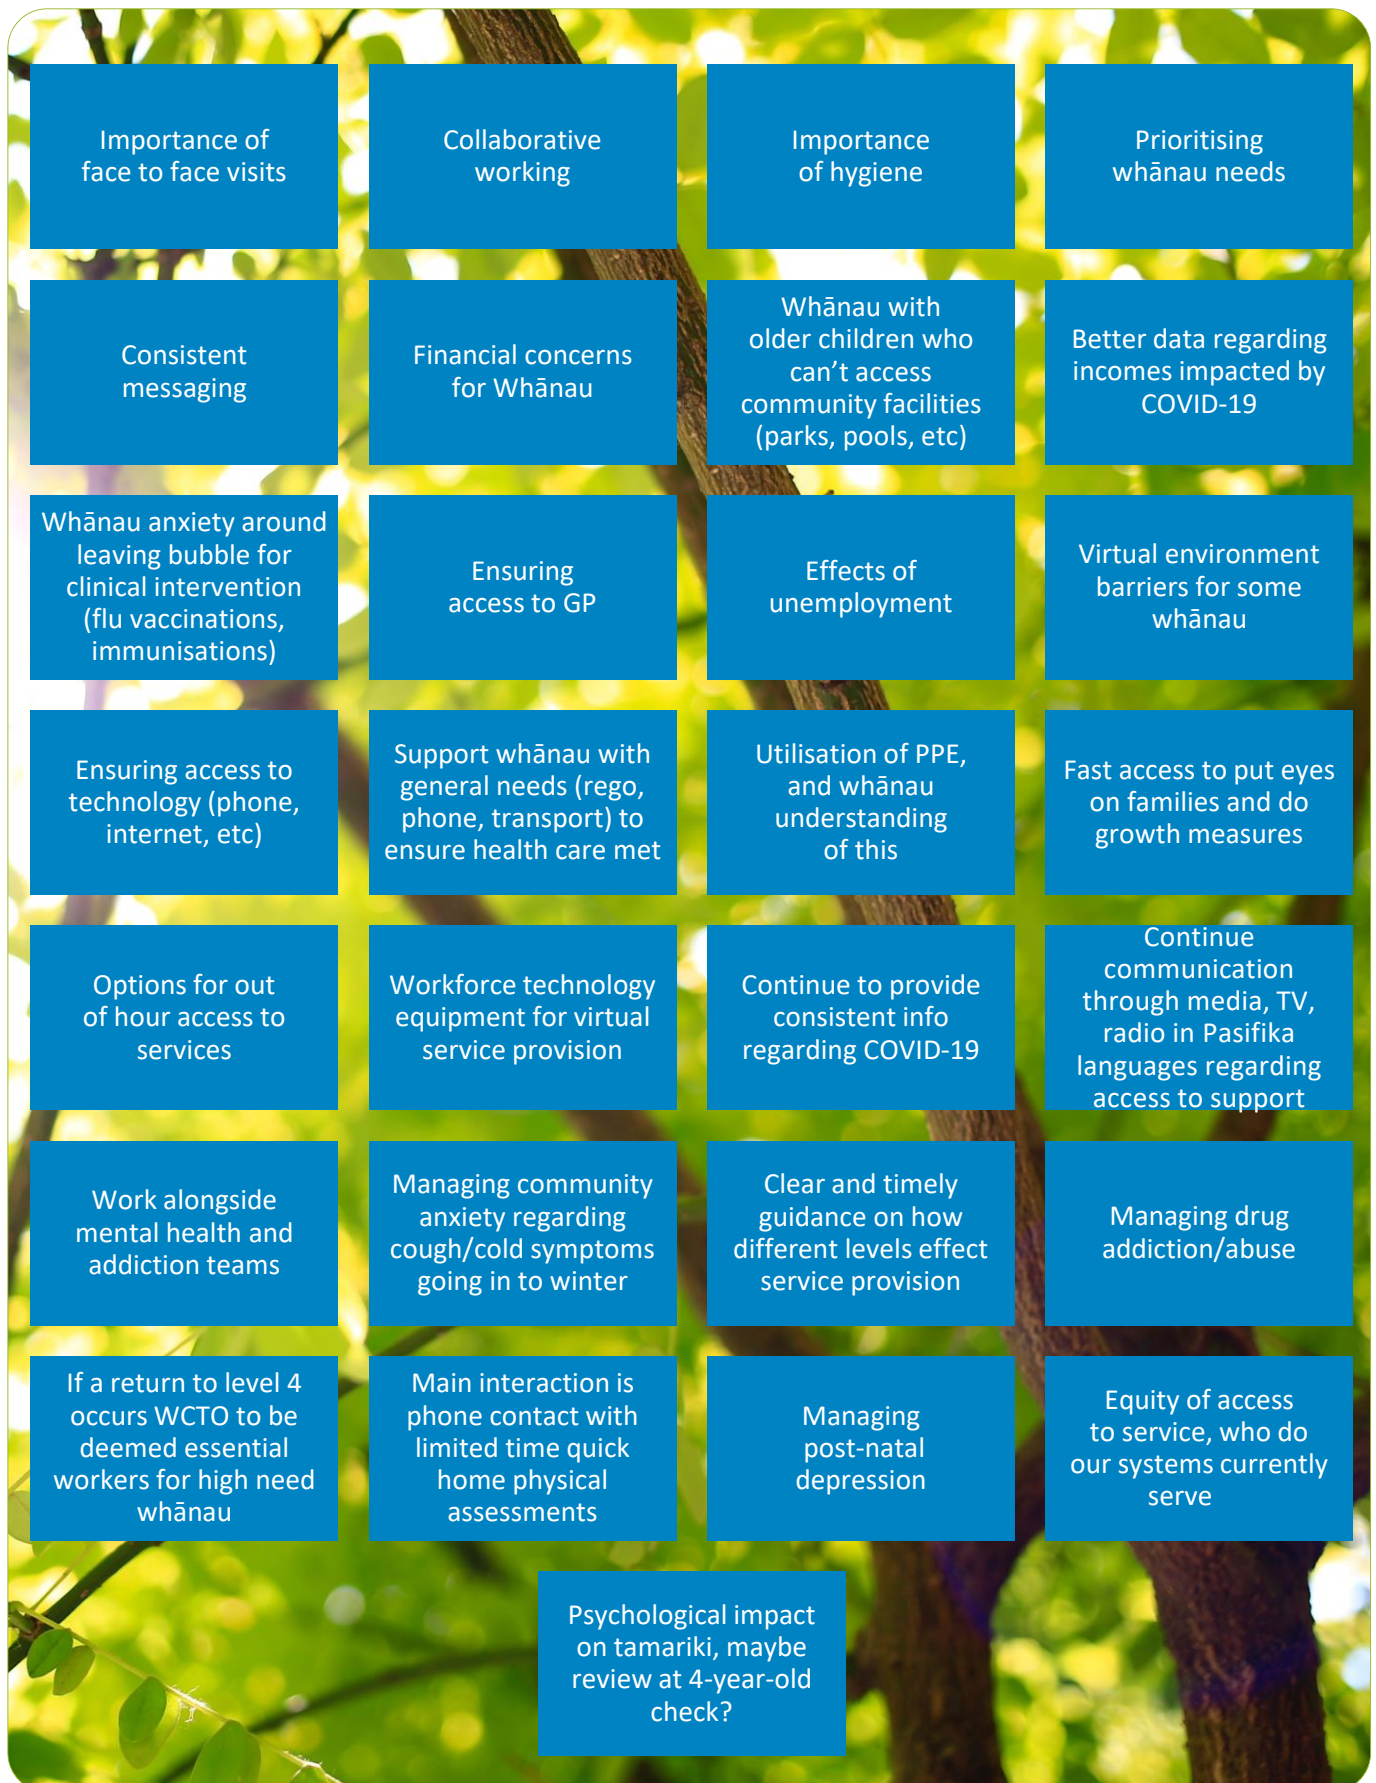 Importance of
face to face visits
Collaborative
working
Importance
of hygiene
Prioritising
whānau needs
Consistent
messaging
Financial concerns
for Whānau
Whānau with
older children who
can't access
community facilities
(parks, pools, etc)
Better data regarding
incomes impacted by
COVID-19
Whānau anxiety around
leaving bubble for
clinical intervention
(flu vaccinations,
immunisations)
Ensuring
access to GP
Effects of
unemployment
Virtual environment
barriers for some
whānau
Ensuring access to
technology (phone,
internet, etc)
Support whānau with
general needs (rego,
phone, transport) to
ensure health care met
Utilisation of PPE,
and whānau
understanding
of this
Fast access to put eyes
on families and do
growth measures
Options for out
of hour access to
services
Workforce technology
equipment for virtual
service provision
Continue to provide
consistent info
regarding COVID-19
Continue
communication
through media, TV,
radio in Pasifika
languages regarding
access to support
Work alongside
mental health and
addiction teams
Managing community
anxiety regarding
cough/cold symptoms
going in to winter
Clear and timely
guidance on how
different levels effect
service provision
Managing drug
addiction/abuse
If a return to level 4
occurs WCTO to be
deemed essential
workers for high need
whānau
Main interaction is
phone contact with
limited time quick
home physical
assessments
Managing
post-natal
depression
Equity of access
to service, who do
our systems currently
serve
Psychological impact
on tamariki, maybe
review at 4-year-old
check?